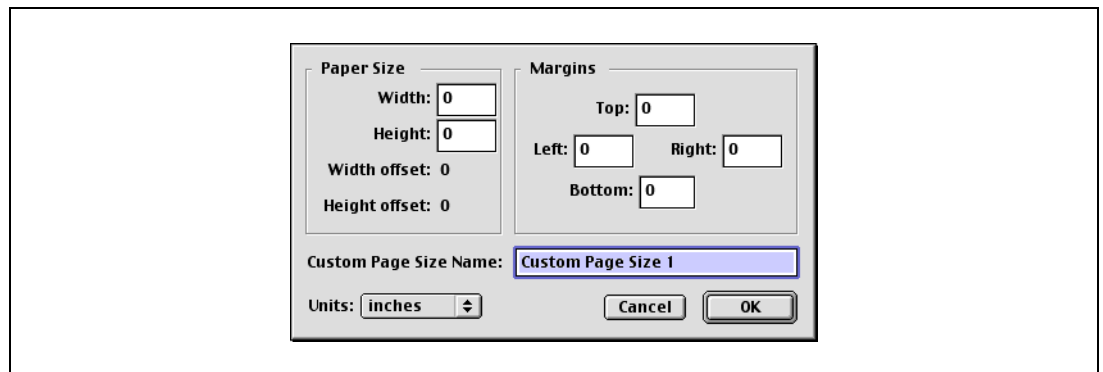 Paper Size
Width: 0
Height: 0
Width offset: 0
Height offset: 0
Margins
Top: 0
Left: 0 Right: 0
Bottom: 0
Custom Page Size Name: Custom Page Size 1
Units: inches
Cancel OK